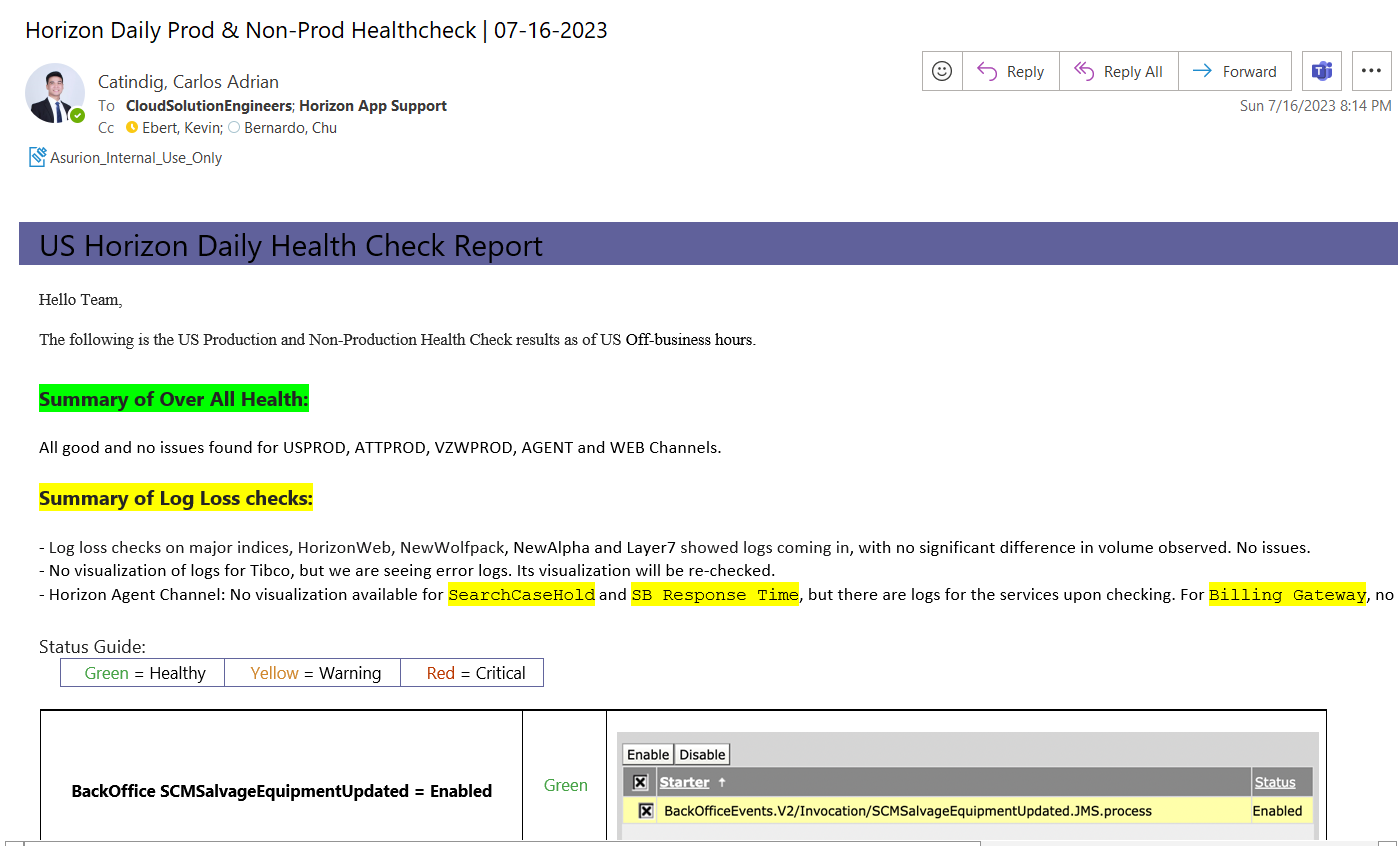 Horizon Daily Prod & Non-Prod Healthcheck | 07-16-2023
Catindig, Carlos Adrian
To CloudSolutionEngineers; Horizon App Support
Cc Ebert, Kevin; Bernardo, Chu
Reply
Reply All
Forward
Sun 7/16/2023 8:14 PM
Asurion_Internal_Use_Only
US Horizon Daily Health Check Report
Hello Team,
The following is the US Production and Non-Production Health Check results as of US Off-business hours.
Summary of Over All Health:
All good and no issues found for USPROD, ATTPROD, VZWPROD, AGENT and WEB Channels.
Summary of Log Loss checks:
- Log loss checks on major indices, HorizonWeb, NewWolfpack, NewAlpha and Layer7 showed logs coming in, with no significant difference in volume observed. No issues.
- No visualization of logs for Tibco, but we are seeing error logs. Its visualization will be re-checked.
- Horizon Agent Channel: No visualization available for SearchCaseHold and SB Response Time, but there are logs for the services upon checking. For Billing Gateway, no
Status Guide:
Green = Healthy
Yellow = Warning
Red = Critical
BackOffice SCMSalvageEquipmentUpdated = Enabled
Green
Enable
Disable
Starter ↑
Status
BackOfficeEvents.V2/Invocation/SCMSalvageEquipmentUpdated.JMS.process
Enabled